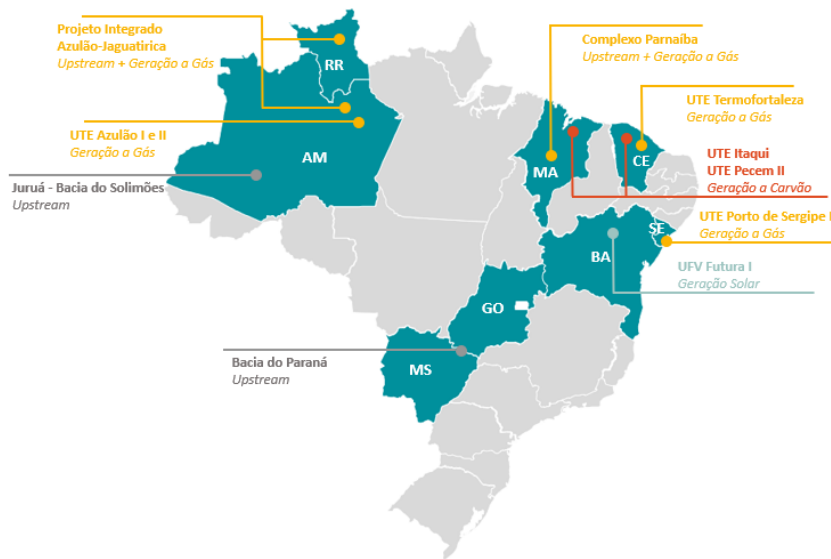 Projeto Integrado
Azulão-Jaguatirica
Upstream + Geração a Gás
RR
UTE Azulão I e II
Geração a Gás
AM
Juruá - Bacia do Solimões
Upstream
Complexo Parnaíba
Upstream + Geração a Gás
UTE Termofortaleza
Geração a Gás
MA
CE
UTE Itaqui
UTE Pecem II
Geração a Carvão
UTE Porto de Sergipe I
Geração a Gás
SE
BA
UFV Futura I
Geração Solar
GO
Bacia do Paraná
Upstream
MS